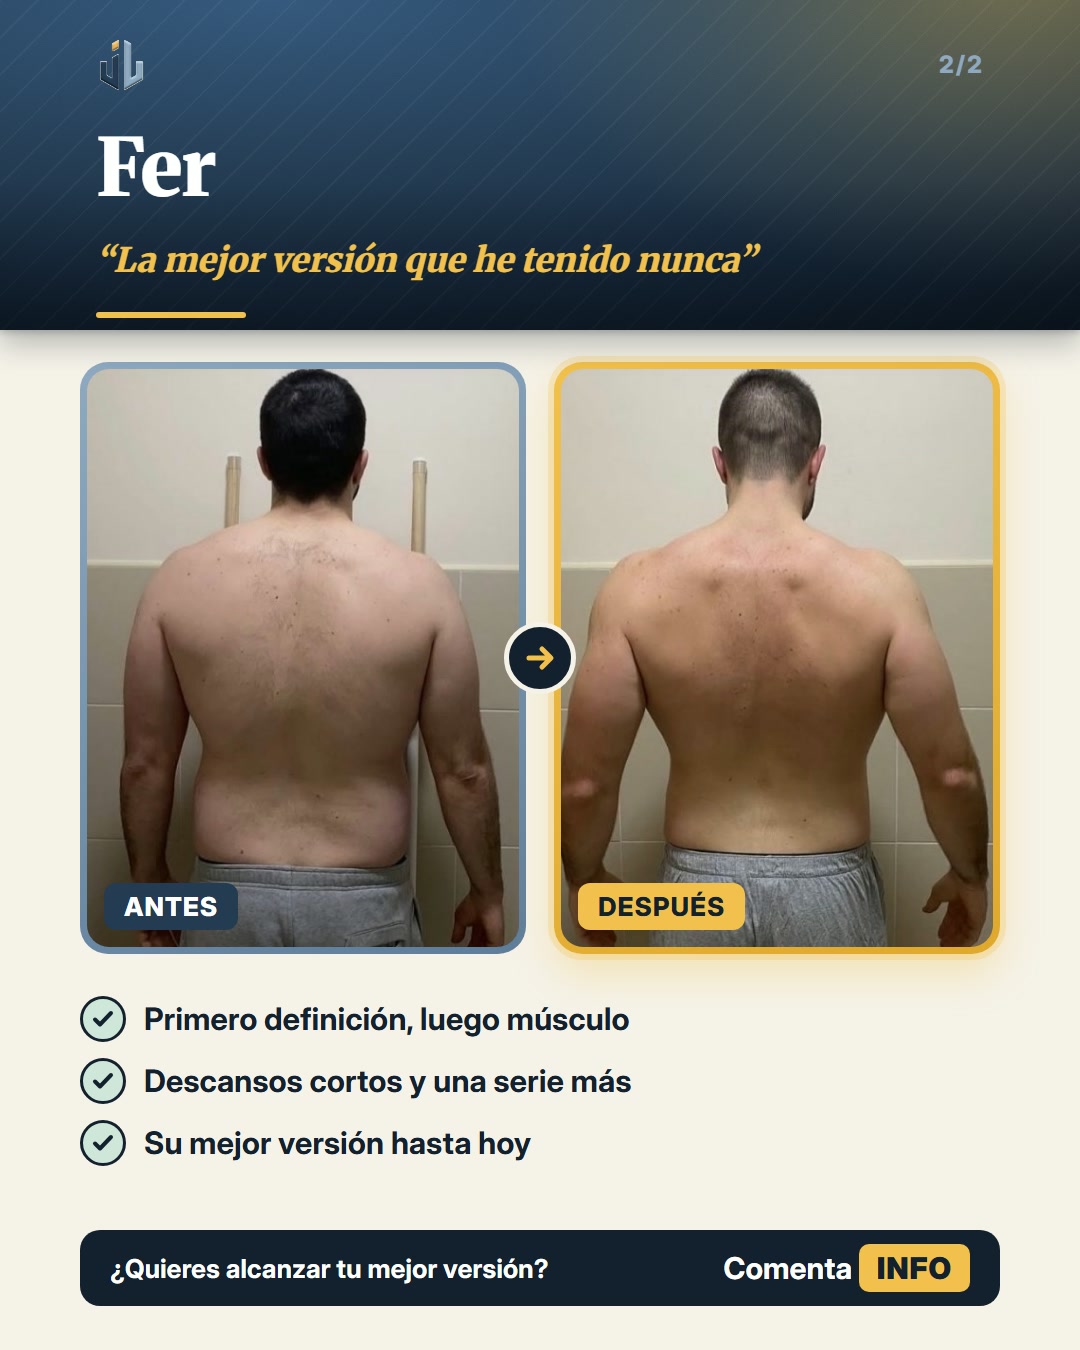 2/2
Fer
“La mejor versión que he tenido nunca”
ANTES
DESPUÉS
Primero definición, luego músculo
Descansos cortos y una serie más
Su mejor versión hasta hoy
¿Quieres alcanzar tu mejor versión?
Comenta INFO